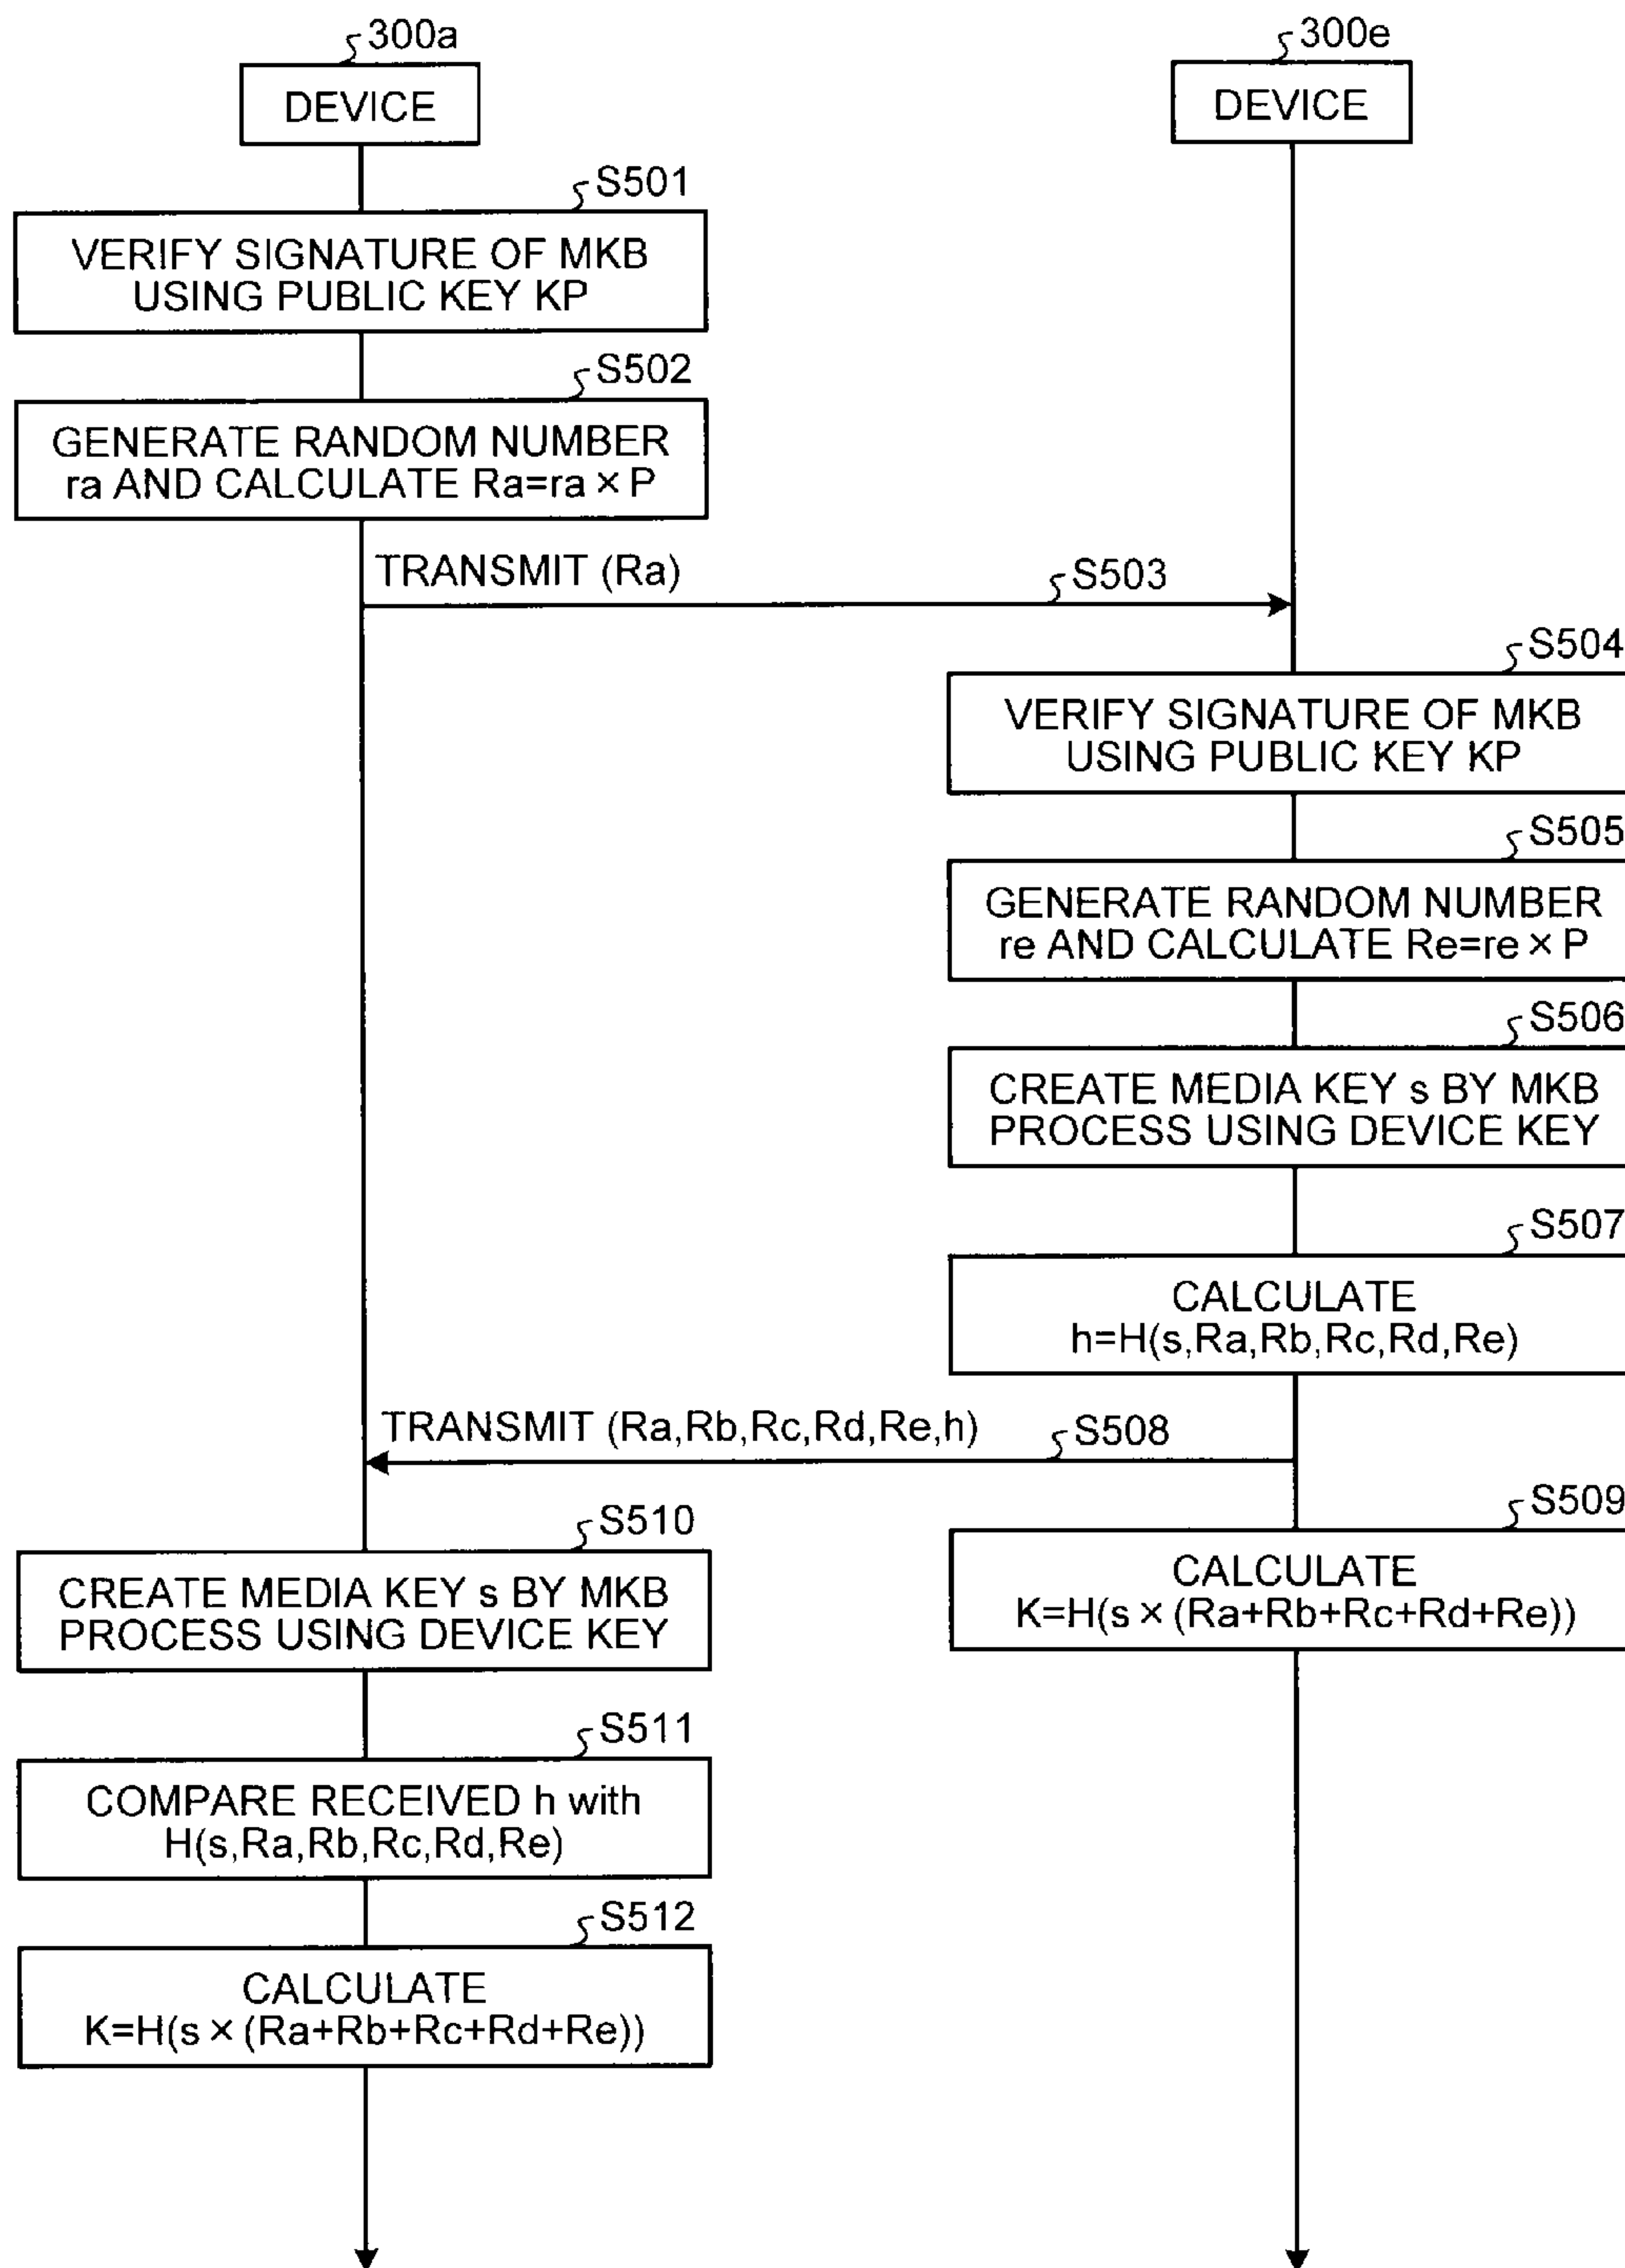 300a
DEVICE
300e
DEVICE
S501
VERIFY SIGNATURE OF MKB
USING PUBLIC KEY KP
S502
GENERATE RANDOM NUMBER
ra AND CALCULATE Ra=ra × P
TRANSMIT (Ra)
S503
S504
VERIFY SIGNATURE OF MKB
USING PUBLIC KEY KP
S505
GENERATE RANDOM NUMBER
re AND CALCULATE Re=re × P
S506
CREATE MEDIA KEY s BY MKB
PROCESS USING DEVICE KEY
S507
CALCULATE
h=H(s,Ra,Rb,Rc,Rd,Re)
TRANSMIT (Ra,Rb,Rc,Rd,Re,h)
S508
S509
CALCULATE
K=H(s × (Ra+Rb+Rc+Rd+Re))
S510
CREATE MEDIA KEY s BY MKB
PROCESS USING DEVICE KEY
S511
COMPARE RECEIVED h with
H(s,Ra,Rb,Rc,Rd,Re)
S512
CALCULATE
K=H(s × (Ra+Rb+Rc+Rd+Re))